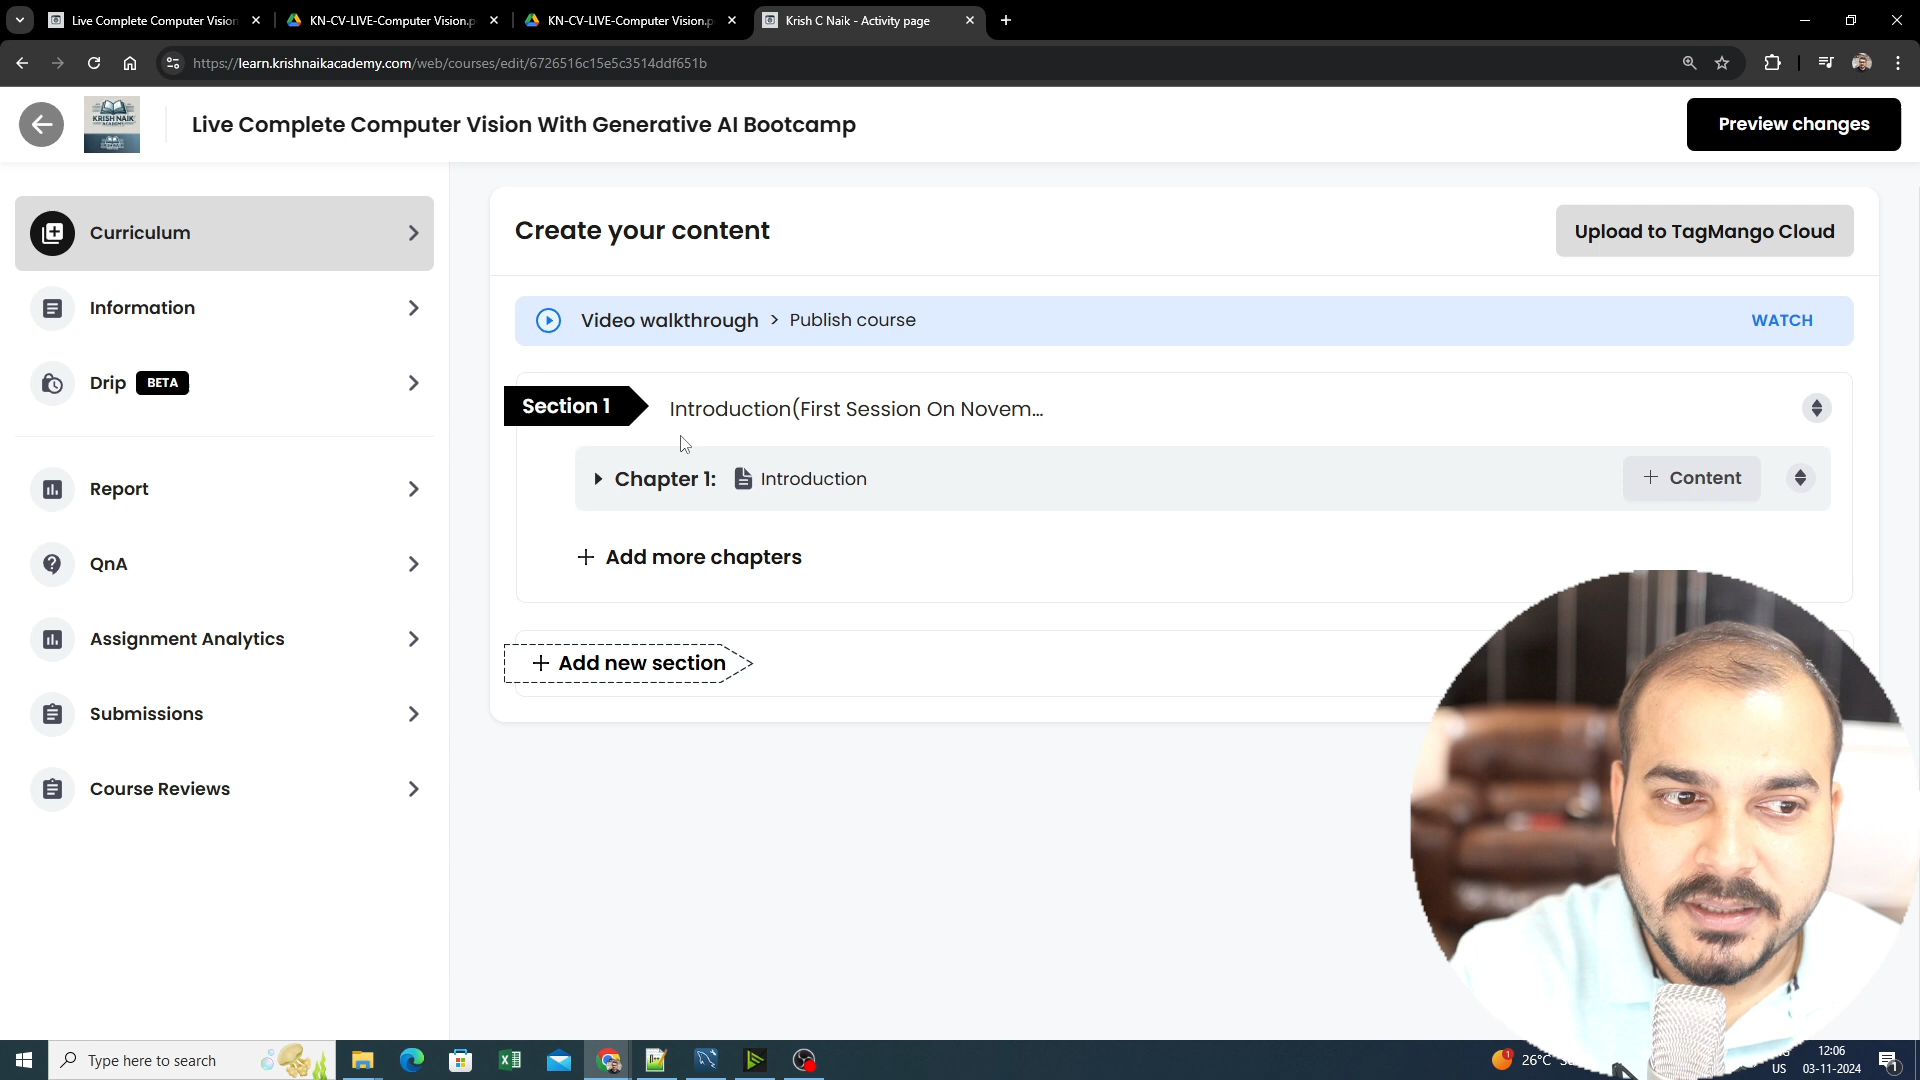 Live Complete Computer Vision
KN-CV-LIVE-Computer Vision.p
KN-CV-LIVE-Computer Vision.p
Krish C Naik - Activity page
https://learn.krishnaikacademy.com/web/courses/edit/6726516c15e5c3514ddf651b
KRISH NAIK
Live Complete Computer Vision With Generative AI Bootcamp
Preview changes
Curriculum
Information
Drip BETA
Report
QnA
Assignment Analytics
Submissions
Course Reviews
Create your content
Upload to TagMango Cloud
Video walkthrough > Publish course
WATCH
Section 1
Introduction(First Session On Novem...
Chapter 1: Introduction
+ Content
+ Add more chapters
+ Add new section
Type here to search
26°C
12:06
US
03-11-2024
1